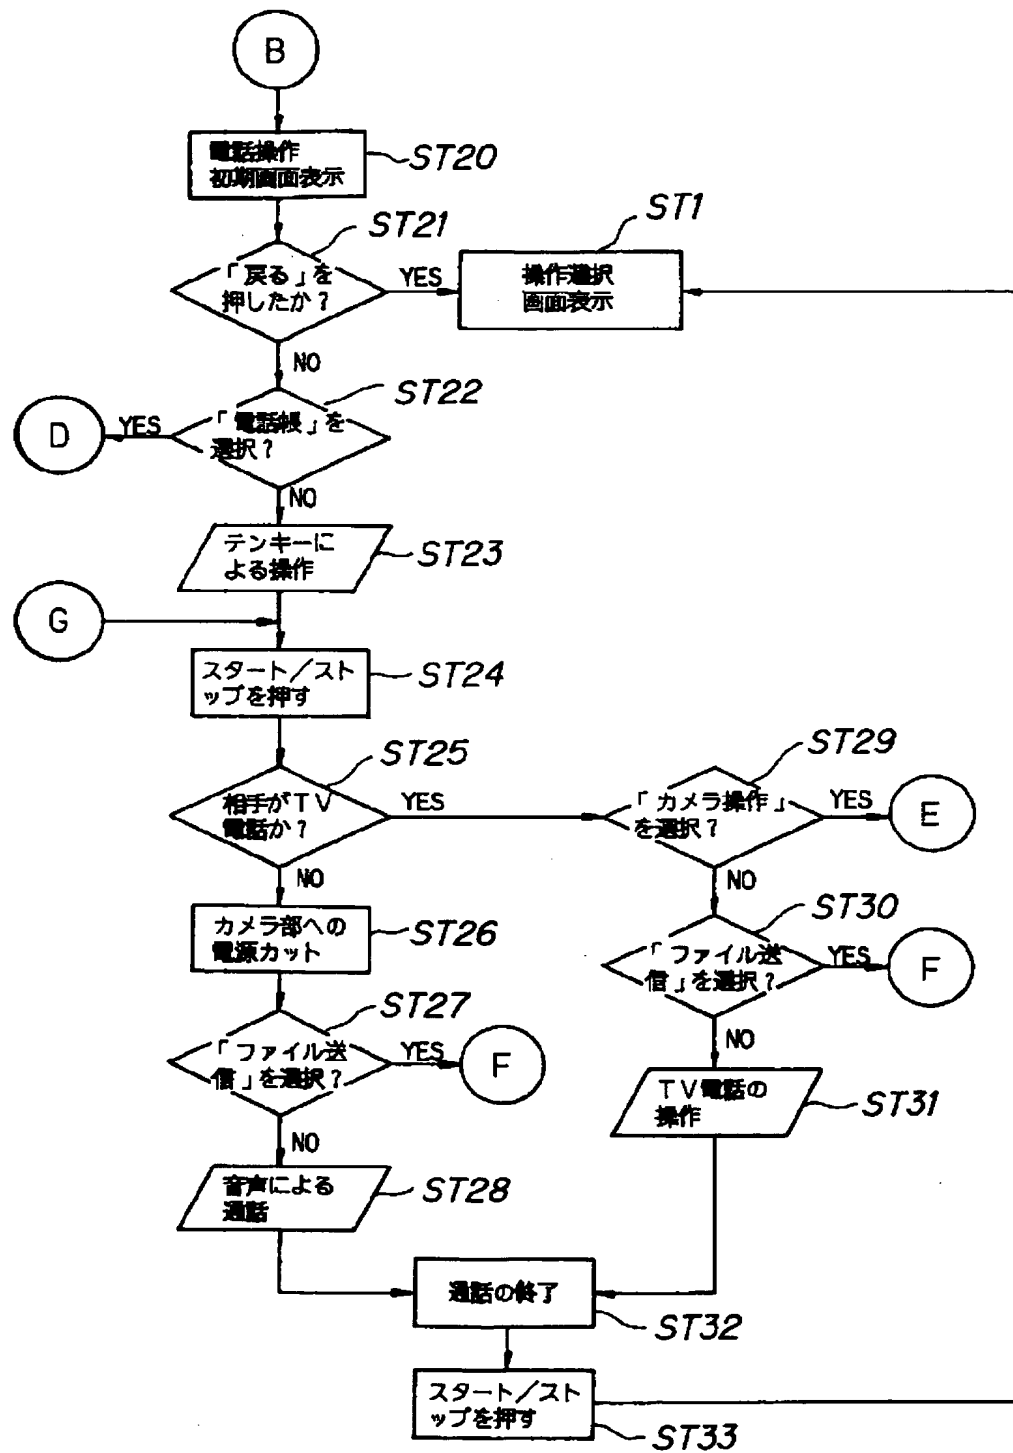 B
電話操作
初期画面表示
ST20
ST21
「戻る」を
押したか?
YES
NO
ST1
操作選択
画面表示
ST22
「電話帳」を
選択?
YES
D
NO
テンキーに
よる操作
ST23
G
スタート/スト
ップを押す
ST24
ST25
相手がTV
電話か?
YES
NO
ST29
「カメラ操作」
を選択?
YES
E
NO
カメラ部への
電源カット
ST26
ST30
「ファイル送
信」を選択?
YES
F
NO
ST27
「ファイル送
信」を選択?
YES
F
NO
TV電話の
操作
ST31
音声による
通話
ST28
通話の終了
ST32
スタート/スト
ップを押す
ST33